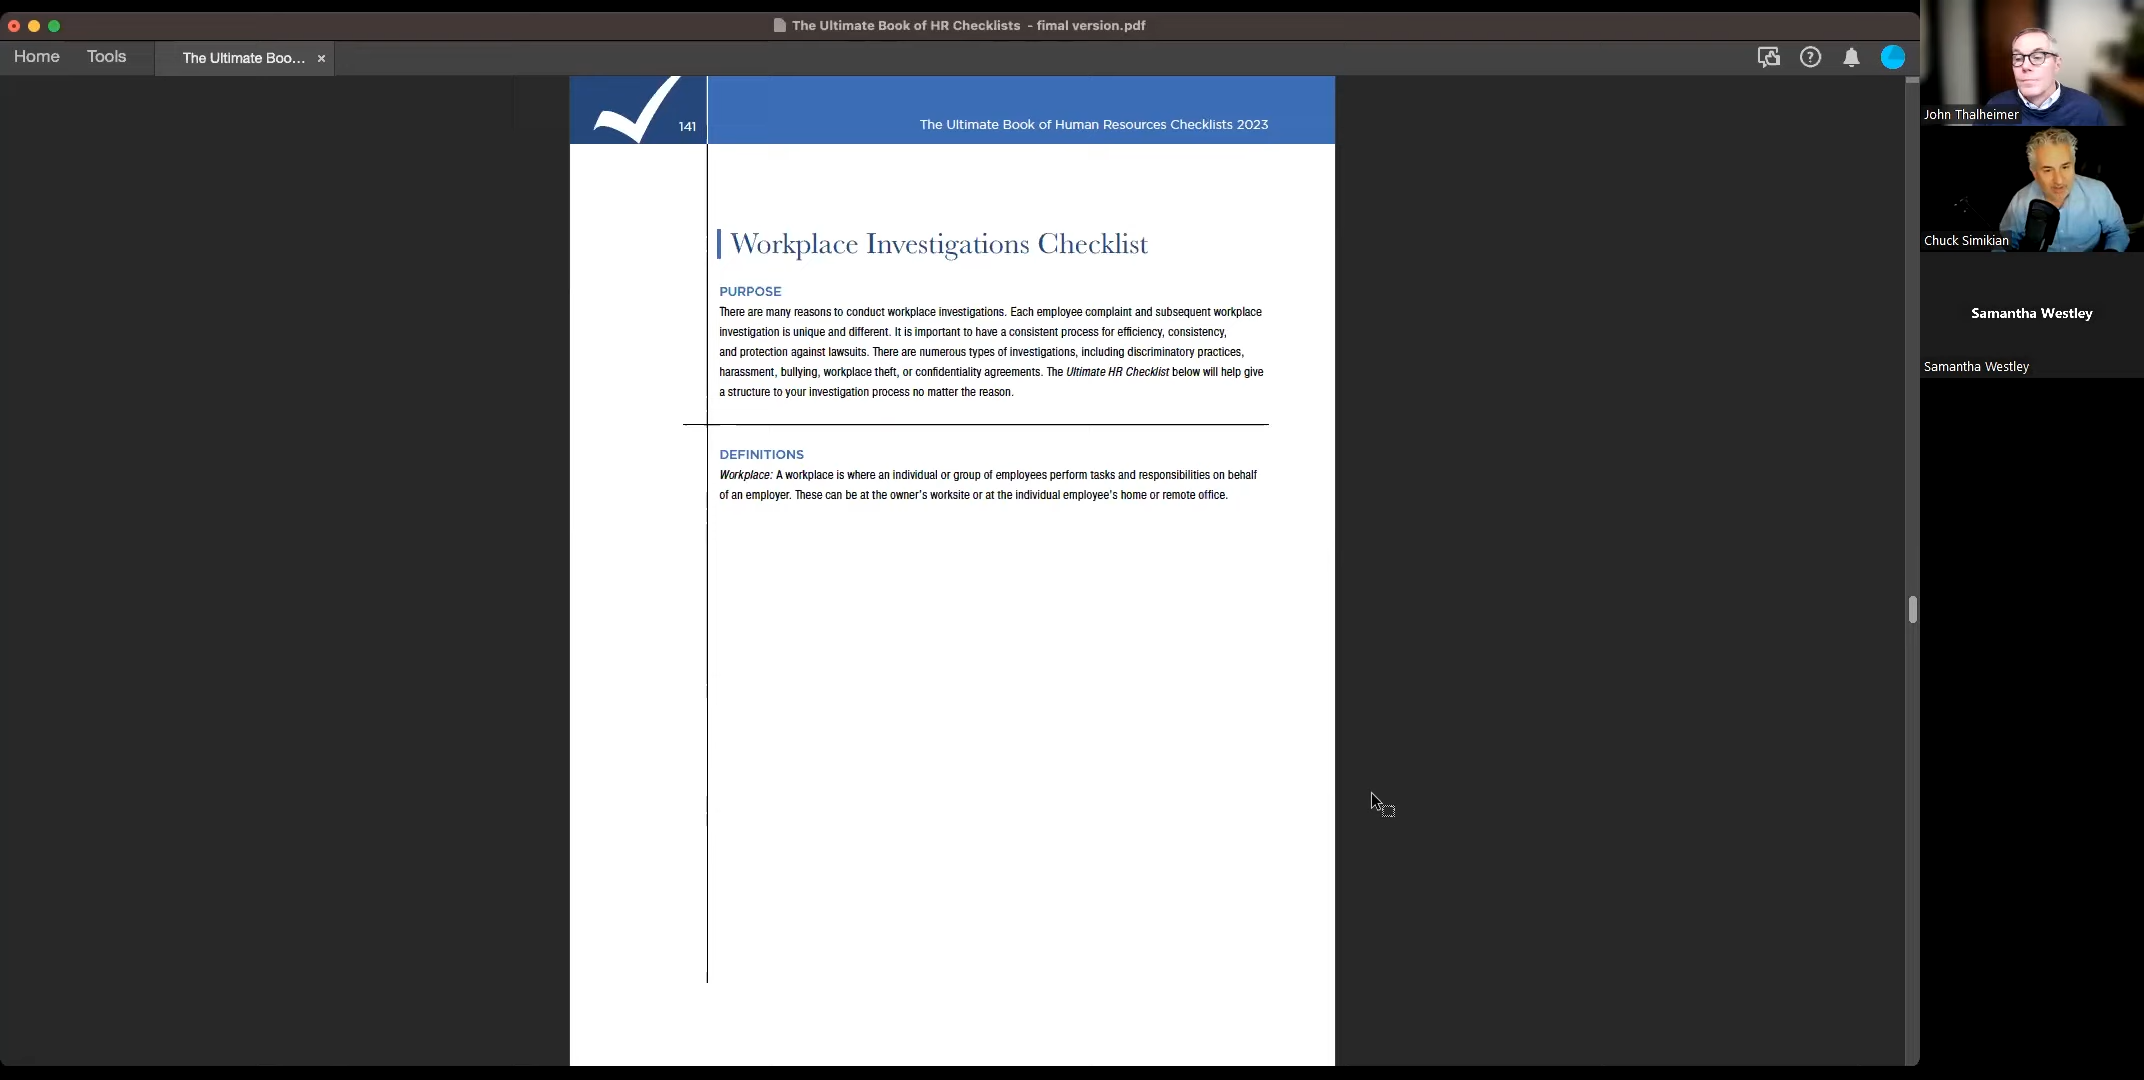 The Ultimate Book of HR Checklists - fimal version.pdf
Home Tools The Ultimate Boo... ×
141
The Ultimate Book of Human Resources Checklists 2023
Workplace Investigations Checklist
PURPOSE
There are many reasons to conduct workplace investigations. Each employee complaint and subsequent workplace
investigation is unique and different. It is important to have a consistent process for efficiency, consistency,
and protection against lawsuits. There are numerous types of investigations, including discriminatory practices,
harassment, bullying, workplace theft, or confidentiality agreements. The Ultimate HR Checklist below will help give
a structure to your investigation process no matter the reason.
DEFINITIONS
Workplace: A workplace is where an individual or group of employees perform tasks and responsibilities on behalf
of an employer. These can be at the owner's worksite or at the individual employee's home or remote office.
John Thalheimer
Chuck Simikian
Samantha Westley
Samantha Westley